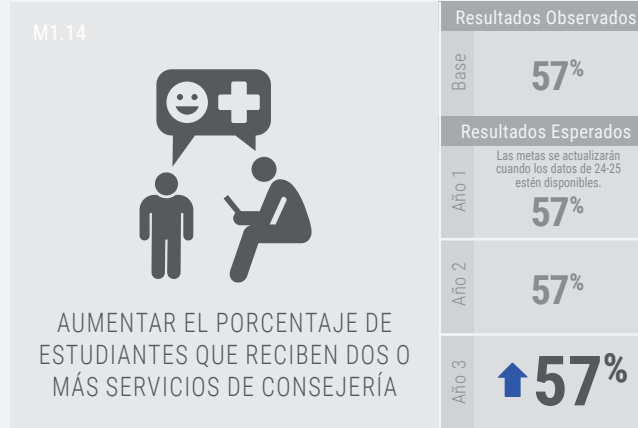 M1.14
AUMENTAR EL PORCENTAJE DE
ESTUDIANTES QUE RECIBEN DOS O
MÁS SERVICIOS DE CONSEJERÍA
Resultados Observados
Base
57%
Resultados Esperados
Año 1
Las metas se actualizarán
cuando los datos de 24-25
estén disponibles.
57%
Año 2
57%
Año 3
57%